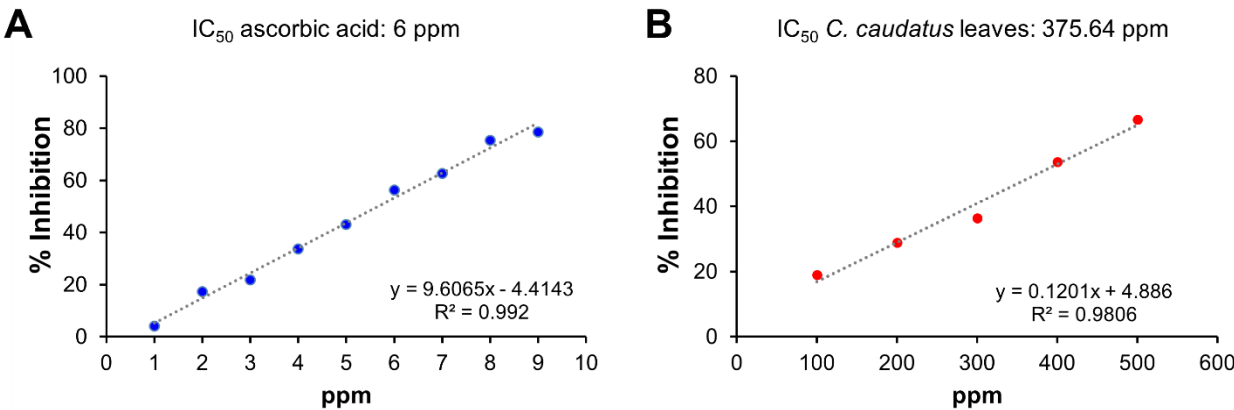 A
IC₅₀ ascorbic acid: 6 ppm
% Inhibition
100
80
60
40
20
0
y = 9.6065x - 4.4143
R² = 0.992
0 1 2 3 4 5 6 7 8 9 10
ppm
B
IC₅₀ C. caudatus leaves: 375.64 ppm
% Inhibition
80
60
40
20
0
y = 0.1201x + 4.886
R² = 0.9806
0 100 200 300 400 500 600
ppm